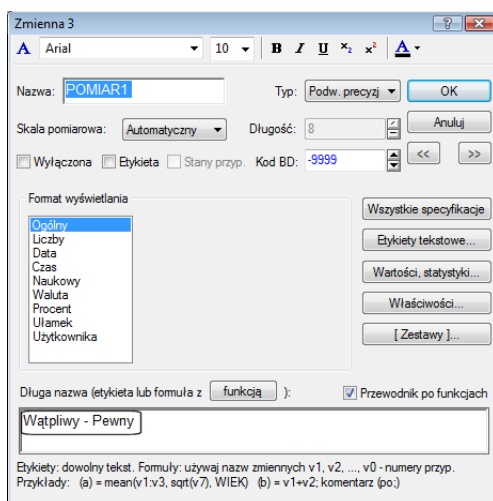 Zmienna 3
A Arial 10 B I U x₂ x² A
Nazwa: POMIAR1 Typ: Podw. precyzj OK
Skala pomiarowa: Automatyczny Długość: 8 Anuluj
Wyłączona Etykieta Stany przyp. Kod BD: -9999 << >>
Format wyświetlania
Ogólny
Liczby
Data
Czas
Naukowy
Waluta
Procent
Ułamek
Użytkownika
Wszystkie specyfikacje
Etykiety tekstowe...
Wartości, statystyki...
Właściwości...
[ Zestawy ]...
Długa nazwa (etykieta lub formuła z funkcją ): Przewodnik po funkcjach
Wątpliwy - Pewny
Etykiety: dowolny tekst. Formuły: używaj nazw zmiennych v1, v2, ..., v0 - numery przyp.
Przykłady: (a) = mean(v1:v3, sqrt(v7), WIEK) (b) = v1+v2; komentarz (po;)